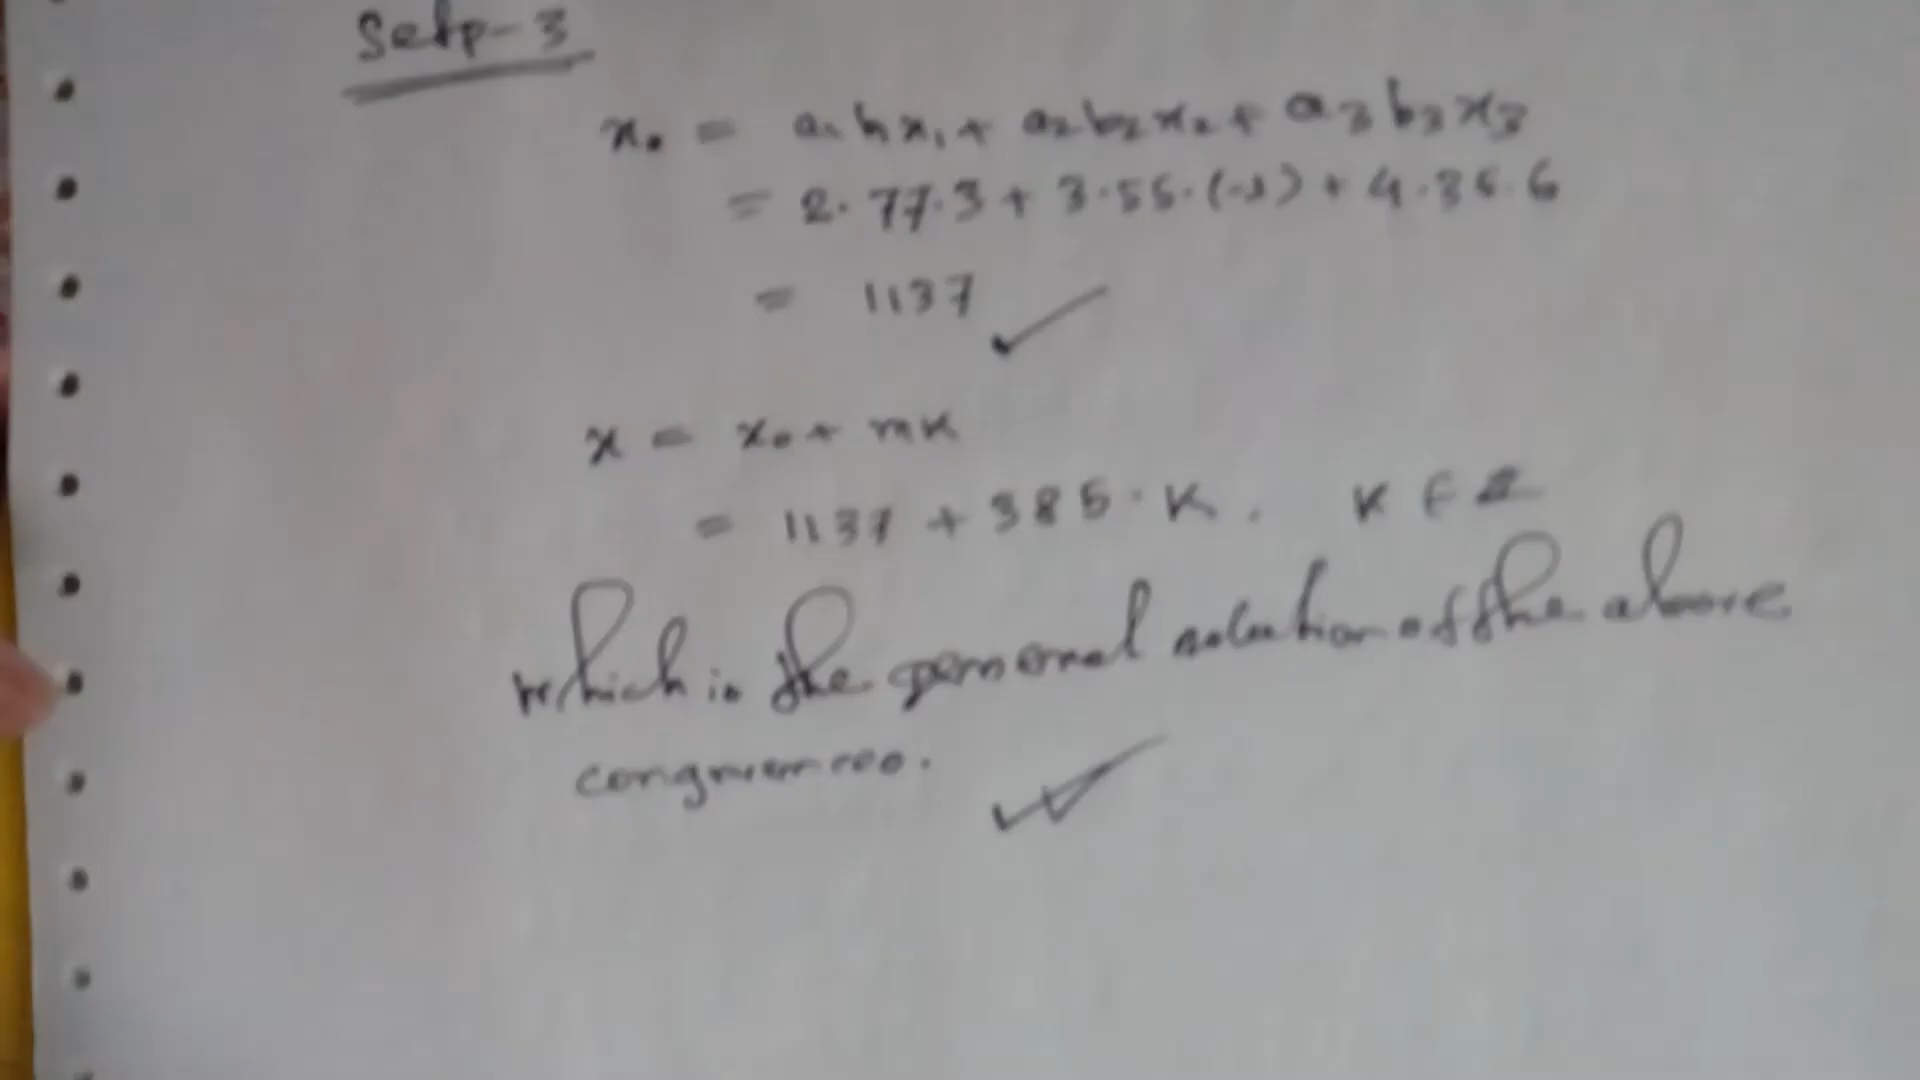 Setp-3
x₀ = a₁b₁x₁ + a₂b₂x₂ + a₃b₃x₃
= 2.77.3 + 3.55.(-1) + 4.35.6
= 1137
x = x₀ + mk
= 1137 + 385.K, K ∈ Z
which is the general solution of the above
congruences.